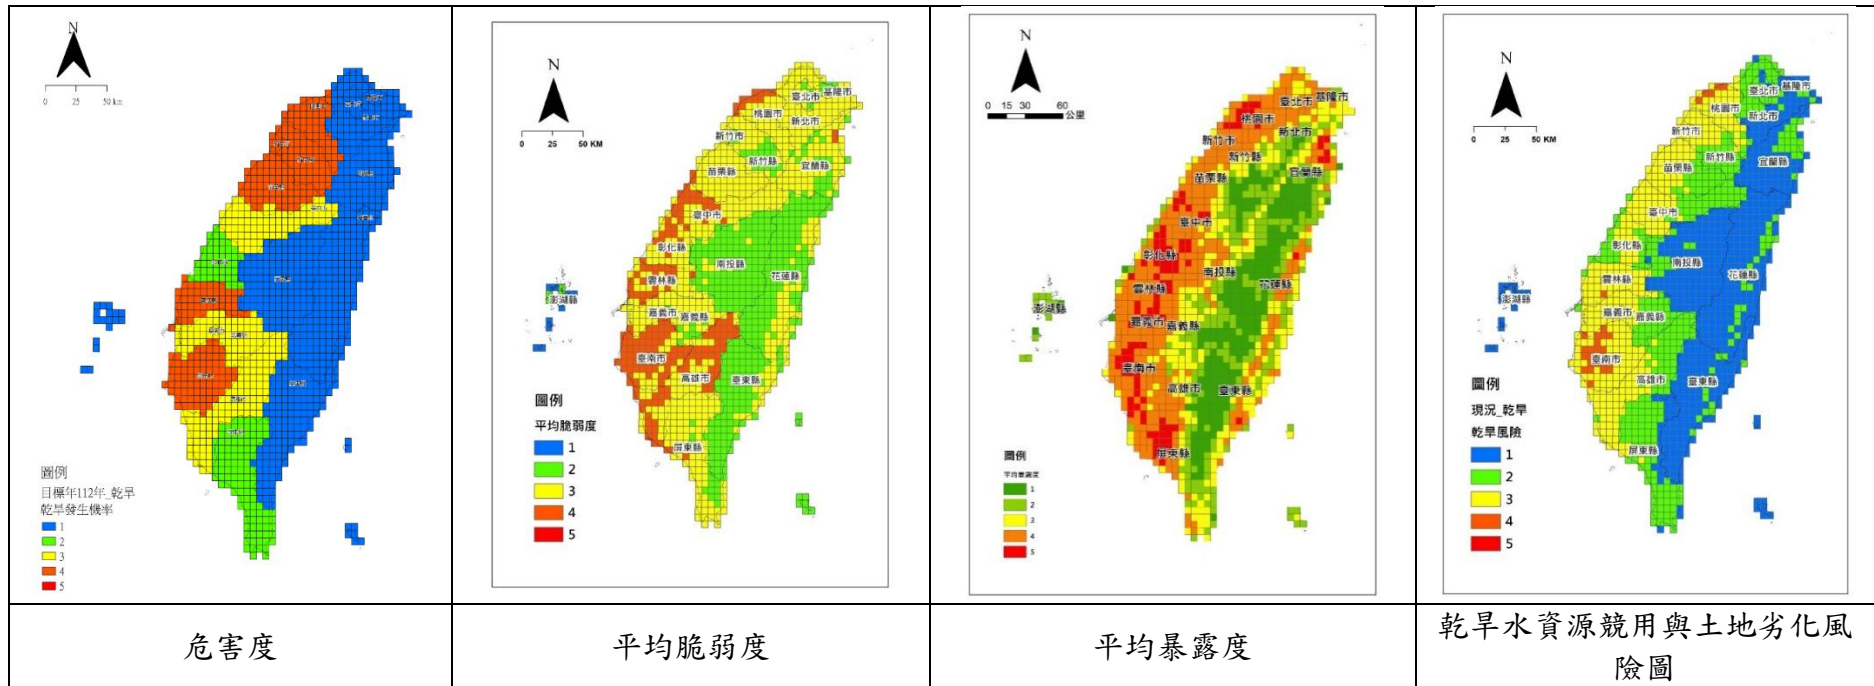 N
0 25 50 km
圖例
目標年112年_乾旱
乾旱發生機率
1
2
3
4
5
危害度
N
0 25 50 KM
臺北市
基隆市
桃園市
新北市
新竹市
新竹縣
宜蘭縣
苗栗縣
臺中市
彰化縣
南投縣
花蓮縣
雲林縣
澎湖縣
嘉義市
嘉義縣
臺南市
高雄市
臺東縣
屏東縣
圖例
平均脆弱度
1
2
3
4
5
平均脆弱度
N
0 15 30 60
公里
臺北市
基隆市
桃園市
新北市
新竹市
新竹縣
宜蘭縣
苗栗縣
臺中市
彰化縣
南投縣
花蓮縣
雲林縣
澎湖縣
嘉義市
嘉義縣
臺南市
高雄市
臺東縣
屏東縣
圖例
平均暴露度
1
2
3
4
5
平均暴露度
N
0 25 50 KM
臺北市
基隆市
桃園市
新北市
新竹市
新竹縣
宜蘭縣
苗栗縣
臺中市
彰化縣
南投縣
花蓮縣
雲林縣
澎湖縣
嘉義市
嘉義縣
臺南市
高雄市
臺東縣
屏東縣
圖例
現況_乾旱
乾旱風險
1
2
3
4
5
乾旱水資源競用與土地劣化風
險圖